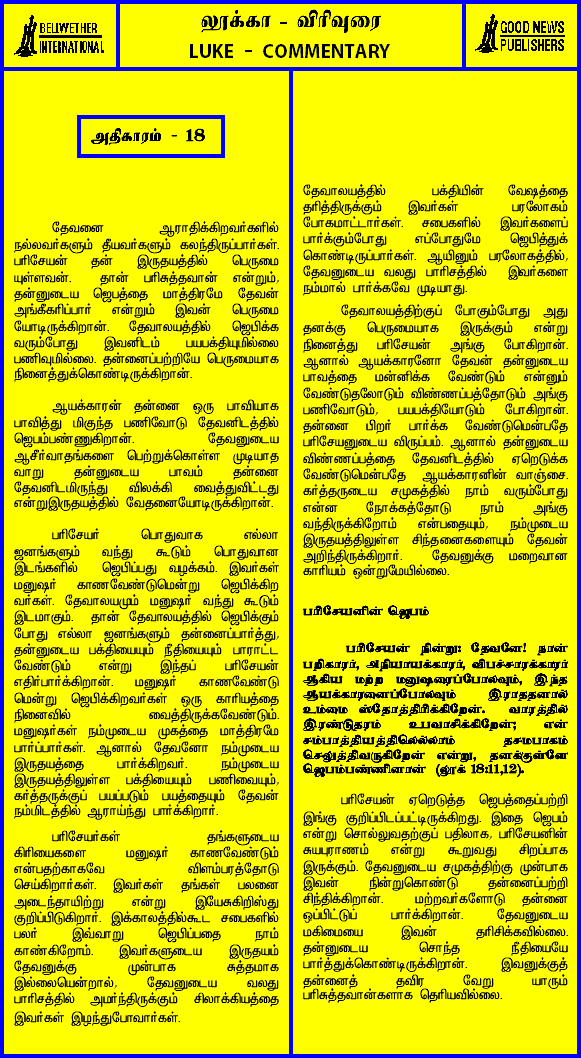 BELWETHER
INTERNATIONAL
லூக்கா - விரிவுரை
LUKE - COMMENTARY
GOOD NEWS
PUBLISHERS
அதிகாரம் - 18
தேவனை ஆராதிக்கிறவர்களில்
நல்லவர்களும் தீயவர்களும் கலந்திருப்பார்கள்.
பரிசேயன் தன் இருதயத்தில் பெருமை
யுள்ளவன். தான் பரிசுத்தவான் என்றும்,
தன்னுடைய ஜெபத்தை மாத்திரமே தேவன்
அங்கீகரிப்பார் என்றும் இவன் பெருமை
யோடிருக்கிறான். தேவாலயத்தில் ஜெபிக்க
வரும்போது இவனிடம் பயபக்தியுமில்லை
பணிவுமில்லை. தன்னைப்பற்றியே பெருமையாக
நினைத்துக்கொண்டிருக்கிறான்.
ஆயக்காரன் தன்னை ஒரு பாவியாக
பாவித்து மிகுந்த பணிவோடு தேவனிடத்தில்
ஜெபம்பண்ணுகிறான். தேவனுடைய
ஆசீர்வாதங்களை பெற்றுக்கொள்ள முடியாத
வாறு தன்னுடைய பாவம் தன்னை
தேவனிடமிருந்து விலக்கி வைத்துவிட்டது
என்றுஇருதயத்தில் வேதனையோடிருக்கிறான்.
பரிசேயர் பொதுவாக எல்லா
ஜனங்களும் வந்து கூடும் பொதுவான
இடங்களில் ஜெபிப்பது வழக்கம். இவர்கள்
மனுஷர் காணவேண்டுமென்று ஜெபிக்கிற
வர்கள். தேவாலயமும் மனுஷர் வந்து கூடும்
இடமாகும். தான் தேவாலயத்தில் ஜெபிக்கும்
போது எல்லா ஜனங்களும் தன்னைப்பார்த்து,
தன்னுடைய பக்தியையும் நீதியையும் பாராட்ட
வேண்டும் என்று இந்தப் பரிசேயன்
எதிர்பார்க்கிறான். மனுஷர் காணவேண்டு
மென்று ஜெபிக்கிறவர்கள் ஒரு காரியத்தை
நினைவில் வைத்திருக்கவேண்டும்.
மனுஷர்கள் நம்முடைய முகத்தை மாத்திரமே
பார்ப்பார்கள். ஆனால் தேவனோ நம்முடைய
இருதயத்தை பார்க்கிறவர். நம்முடைய
இருதயத்திலுள்ள பக்தியையும் பணிவையும்,
கர்த்தருக்குப் பயப்படும் பயத்தையும் தேவன்
நம்மிடத்தில் ஆராய்ந்து பார்க்கிறார்.
பரிசேயர்கள் தங்களுடைய
கிரியைகளை மனுஷர் காணவேண்டும்
என்பதற்காகவே விளம்பரத்தோடு
செய்கிறார்கள். இவர்கள் தங்கள் பலனை
அடைந்தாயிற்று என்று இயேசுகிறிஸ்து
குறிப்பிடுகிறார். இக்காலத்தில்கூட சபைகளில்
பலர் இவ்வாறு ஜெபிப்பதை நாம்
காண்கிறோம். இவர்களுடைய இருதயம்
தேவனுக்கு முன்பாக சுத்தமாக
இல்லையென்றால், தேவனுடைய வலது
பாரிசத்தில் அமர்ந்திருக்கும் சிலாக்கியத்தை
இவர்கள் இழந்துபோவார்கள்.
தேவாலயத்தில் பக்தியின் வேஷத்தை
தரித்திருக்கும் இவர்கள் பரலோகம்
போகமாட்டார்கள். சபைகளில் இவர்களைப்
பார்க்கும்போது எப்போதுமே ஜெபித்துக்
கொண்டிருப்பார்கள். ஆயினும் பரலோகத்தில்,
தேவனுடைய வலது பாரிசத்தில் இவர்களை
நம்மால் பார்க்கவே முடியாது.
தேவாலயத்திற்குப் போகும்போது அது
தனக்கு பெருமையாக இருக்கும் என்று
நினைத்து பரிசேயன் அங்கு போகிறான்.
ஆனால் ஆயக்காரனோ தேவன் தன்னுடைய
பாவத்தை மன்னிக்க வேண்டும் என்னும்
வேண்டுதலோடும் விண்ணப்பத்தோடும் அங்கு
பணிவோடும், பயபக்தியோடும் போகிறான்.
தன்னை பிறர் பார்க்க வேண்டுமென்பதே
பரிசேயனுடைய விருப்பம். ஆனால் தன்னுடைய
விண்ணப்பத்தை தேவனிடத்தில் ஏறெடுக்க
வேண்டுமென்பதே ஆயக்காரனின் வாஞ்சை.
கர்த்தருடைய சமுகத்தில் நாம் வரும்போது
என்ன நோக்கத்தோடு நாம் அங்கு
வந்திருக்கிறோம் என்பதையும், நம்முடைய
இருதயத்திலுள்ள சிந்தனைகளையும் தேவன்
அறிந்திருக்கிறார். தேவனுக்கு மறைவான
காரியம் ஒன்றுமேயில்லை.
பரிசேயனின் ஜெபம்
பரிசேயன் நின்று: தேவனே! நான்
பறிகாரர், அநியாயக்காரர், விபச்சாரக்காரர்
ஆகிய மற்ற மனுஷரைப்போலவும், இந்த
ஆயக்காரனைப்போலவும் இராததனால்
உம்மை ஸ்தோத்திரிக்கிறேன். வாரத்தில்
இரண்டுதரம் உபவாசிக்கிறேன்; என்
சம்பாத்தியத்திலெல்லாம் தசமபாகம்
செலுத்திவருகிறேன் என்று, தனக்குள்ளே
ஜெபம்பண்ணினான் (லூக் 18:11,12).
பரிசேயன் ஏறெடுத்த ஜெபத்தைப்பற்றி
இங்கு குறிப்பிடப்பட்டிருக்கிறது. இதை ஜெபம்
என்று சொல்லுவதற்குப் பதிலாக, பரிசேயனின்
சுயபுராணம் என்று கூறுவது சிறப்பாக
இருக்கும். தேவனுடைய சமுகத்திற்கு முன்பாக
இவன் நின்றுகொண்டு தன்னைப்பற்றி
சிந்திக்கிறான். மற்றவர்களோடு தன்னை
ஒப்பிட்டுப் பார்க்கிறான். தேவனுடைய
மகிமையை இவன் தரிசிக்கவில்லை.
தன்னுடைய சொந்த நீதியையே
பார்த்துக்கொண்டிருக்கிறான். இவனுக்குத்
தன்னைத் தவிர வேறு யாரும்
பரிசுத்தவான்களாக தெரியவில்லை.